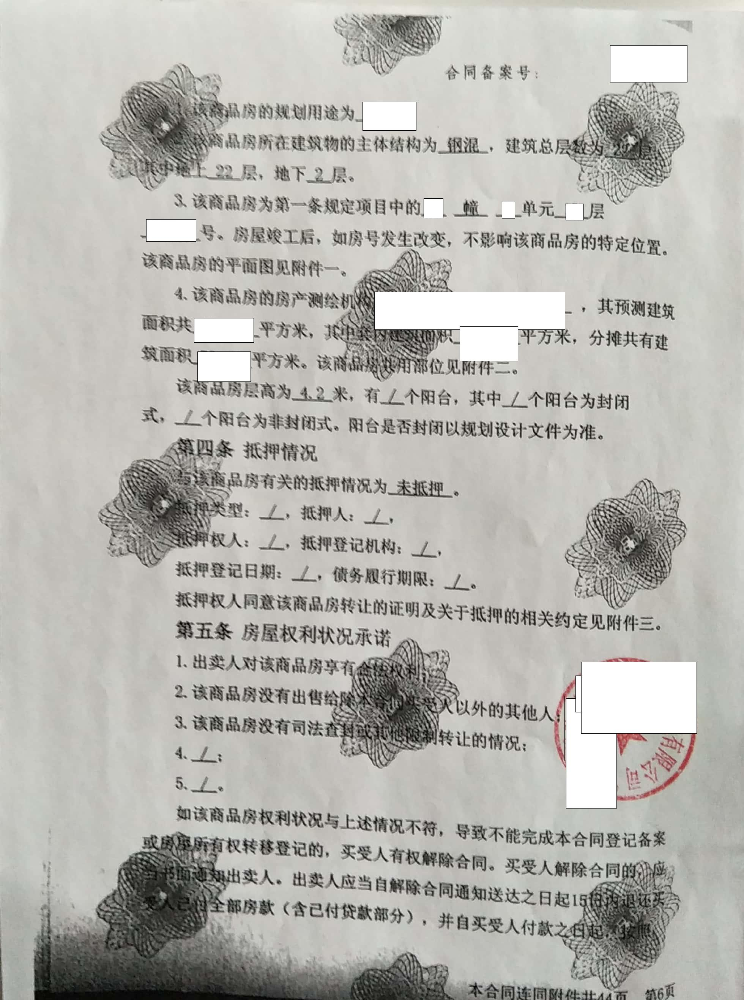 合同备案号：
该商品房的规划用途为
该商品房所在建筑物的主体结构为 钢混 ，建筑总层数为 22 层，
其中地上 22 层，地下 2 层。
3. 该商品房为第一条规定项目中的 幢 单元 层
号。房屋竣工后，如房号发生改变，不影响该商品房的特定位置。
该商品房的平面图见附件一。
4. 该商品房的房产测绘机构 ，其预测建筑
面积共 平方米，其中套内建筑面积 平方米，分摊共有建
筑面积 平方米。该商品房共用部位见附件二。
该商品房层高为 4.2 米，有 / 个阳台，其中 / 个阳台为封闭
式， / 个阳台为非封闭式。阳台是否封闭以规划设计文件为准。
第四条 抵押情况
与该商品房有关的抵押情况为 未抵押 。
抵押类型： / ，抵押人： / ，
抵押权人： / ，抵押登记机构： / ，
抵押登记日期： / ，债务履行期限： / 。
抵押权人同意该商品房转让的证明及关于抵押的相关约定见附件三。
第五条 房屋权利状况承诺
1. 出卖人对该商品房享有合法权利；
2. 该商品房没有出售给除本合同买受人以外的其他人；
3. 该商品房没有司法查封或其他限制转让的情况；
4. / ；
5. / 。
有限公司
如该商品房权利状况与上述情况不符，导致不能完成本合同登记备案
或房屋所有权转移登记的，买受人有权解除合同。买受人解除合同的，应
当书面通知出卖人。出卖人应当自解除合同通知送达之日起15日内退还买
受人已付全部房款（含已付贷款部分），并自买受人付款之日起，按照
本合同连同附件共44页 第6页